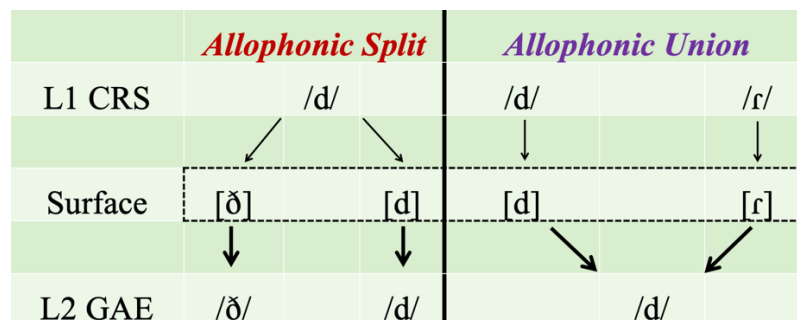 Allophonic Split Allophonic Union
L1 CRS /d/ /d/ /ɾ/
Surface [ð] [d] [d] [ɾ]
L2 GAE /ð/ /d/ /d/